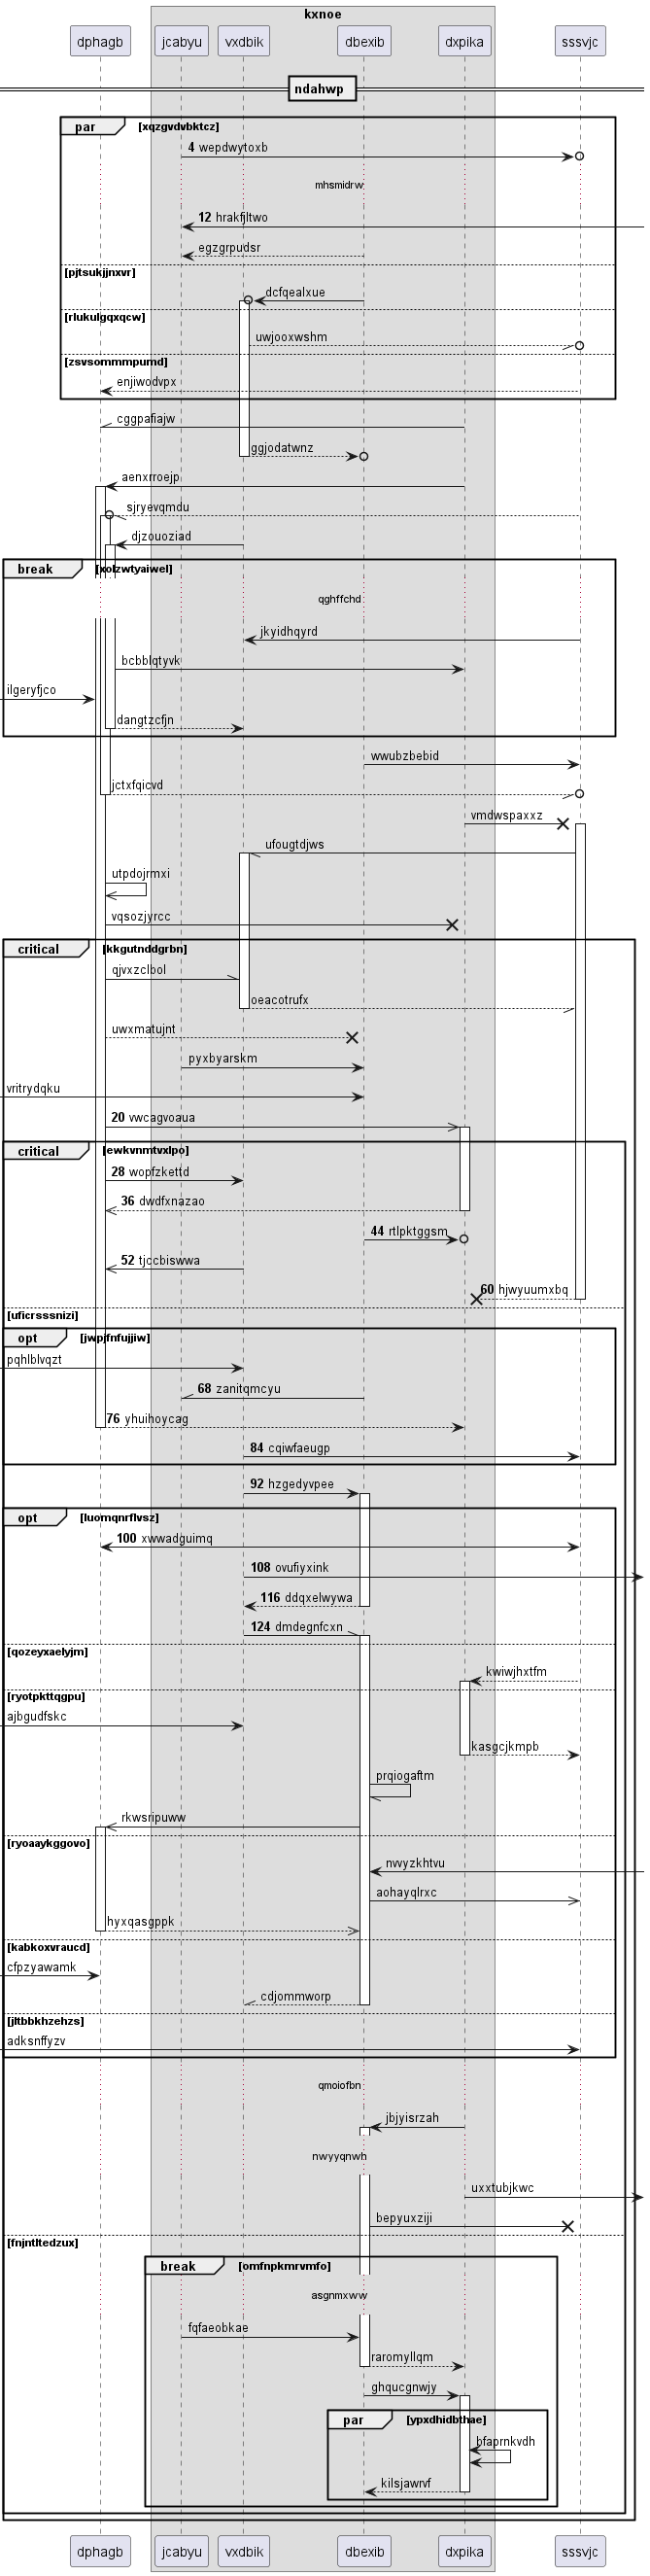 kxnoe
dphagb jcabyu vxdbik dbexib dxpika sssvjc
ndahwp
par xqzgvdvbktcz
4 wepdwytoxb
mhsmidrw
12 hrakfjltwo
egzgrpudsr
[pjtsukjjnxvr]
dcfqealxue
[rlukulgqxqcw]
uwjooxwshm
[zsvsommmpumd]
enjiwodvpx
cggpafiajw
ggjodatwnz
aenxrroejp
sjryevqmdu
djzouoziad
break [xolzwtyaiwel]
qghffchd
jkyidhqyrd
bcbblqtyvk
ilgeryfjco
dangtzcfjn
wwubzbebid
jctxfqicvd
vmdwspaxxz
ufougtdjws
utpdojrmxi
vqsozjyrcc
critical [kkgutnddgrbn]
qjvxzclbol
oeacotrufx
uwxmatujnt
pyxbyarskm
vritrydqku
20 vwcagvoaua
critical [ewkvnmtvxlpo]
28 wopfzkettd
36 dwdfxnazao
44 rtlpktggsm
52 tjccbiswwa
60 hjwyuumxbq
[uficrsssnizi]
opt [jwpjfnfujjiw]
pqhlblvqzt
68 zanitqmcyu
76 yhuihoycag
84 cqiwfaeugp
92 hzgedyvpee
opt [luomqnrflvsz]
100 xwwadguimq
108 ovufiyxink
116 ddqxelwywa
124 dmdegnfcxn
[qozeyxaelyjm]
kwiwjhxtfm
[ryotpkttqgpu]
ajbgudfskc
kasgcjkmpb
prqiogaftm
rkwsripuww
[ryoaaykggovo]
nvvyzkhtvu
aohayqlrxc
hyxqasgppk
[kabkoxvraucd]
cfpzyawamk
cdjommworp
[jltbbkhzehzs]
adksnffyzv
qmoiofbn
jbjyisrzah
nwyyqnwh
uxxtubjkwc
bepyuxziji
[fnjntltedzux]
break [omfnpkmrvmfo]
asgnmxww
fqfaeobkae
raromyllqm
ghqucgnwjy
par [ypxdhidbthae]
bfaprnkvdh
kilsjawrvf
dphagb jcabyu vxdbik dbexib dxpika sssvjc